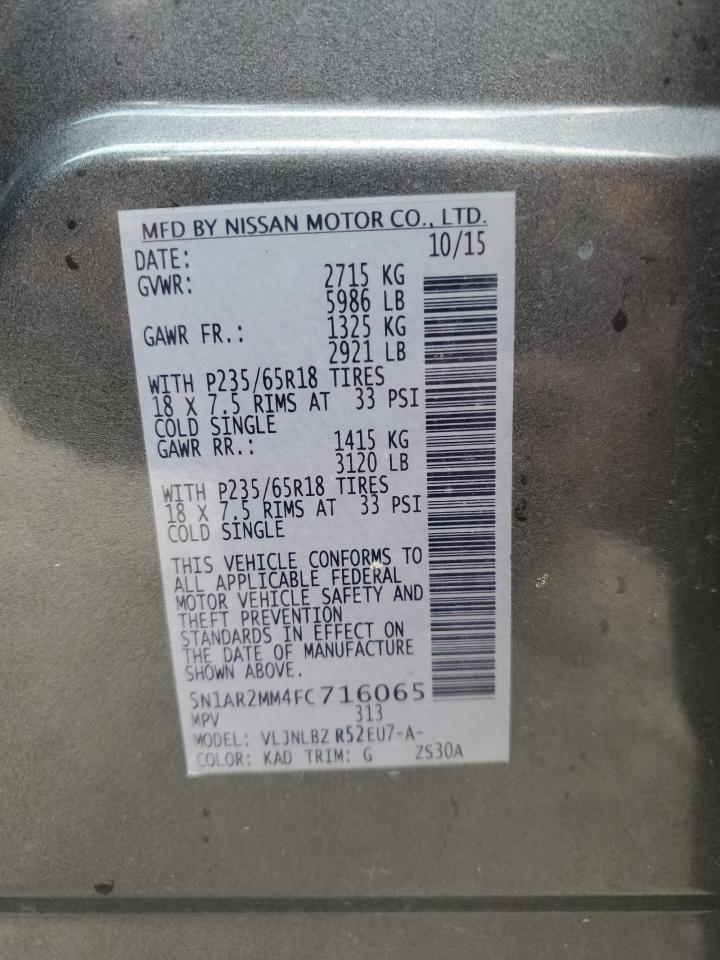 MFD BY NISSAN MOTOR CO., LTD.
DATE: 10/15
GVWR: 2715 KG
5986 LB
GAWR FR.: 1325 KG
2921 LB
WITH P235/65R18 TIRES
18 X 7.5 RIMS AT 33 PSI
COLD SINGLE
GAWR RR.: 1415 KG
3120 LB
WITH P235/65R18 TIRES
18 X 7.5 RIMS AT 33 PSI
COLD SINGLE
THIS VEHICLE CONFORMS TO
ALL APPLICABLE FEDERAL
MOTOR VEHICLE SAFETY AND
THEFT PREVENTION
STANDARDS IN EFFECT ON
THE DATE OF MANUFACTURE
SHOWN ABOVE.
5N1AR2MM4FC716065
MPV 313
MODEL: VLJNLBZ R52EU7-A-
COLOR: KAD TRIM: G ZS30A